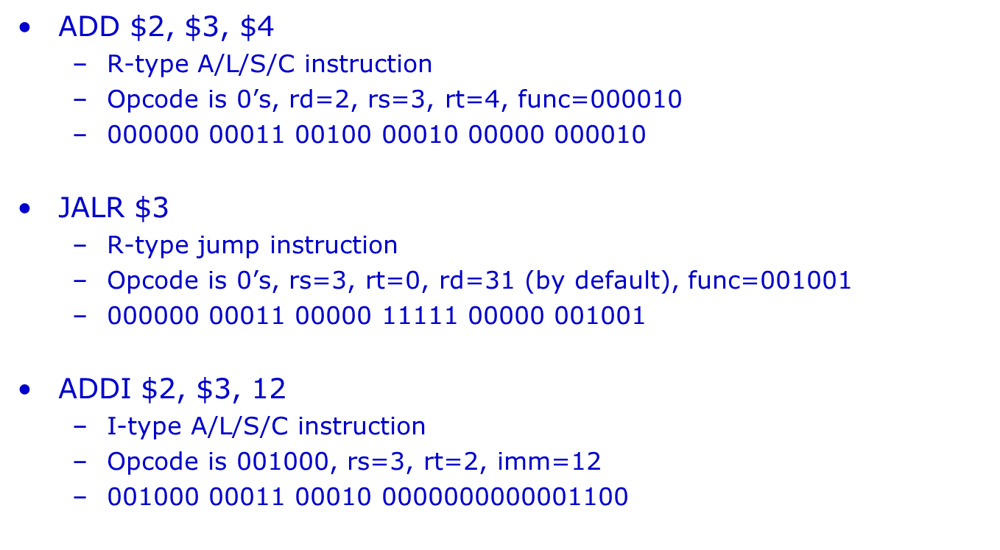 • ADD $2, $3, $4
– R-type A/L/S/C instruction
– Opcode is 0’s, rd=2, rs=3, rt=4, func=000010
– 000000 00011 00100 00010 00000 000010
• JALR $3
– R-type jump instruction
– Opcode is 0’s, rs=3, rt=0, rd=31 (by default), func=001001
– 000000 00011 00000 11111 00000 001001
• ADDI $2, $3, 12
– I-type A/L/S/C instruction
– Opcode is 001000, rs=3, rt=2, imm=12
– 001000 00011 00010 0000000000001100